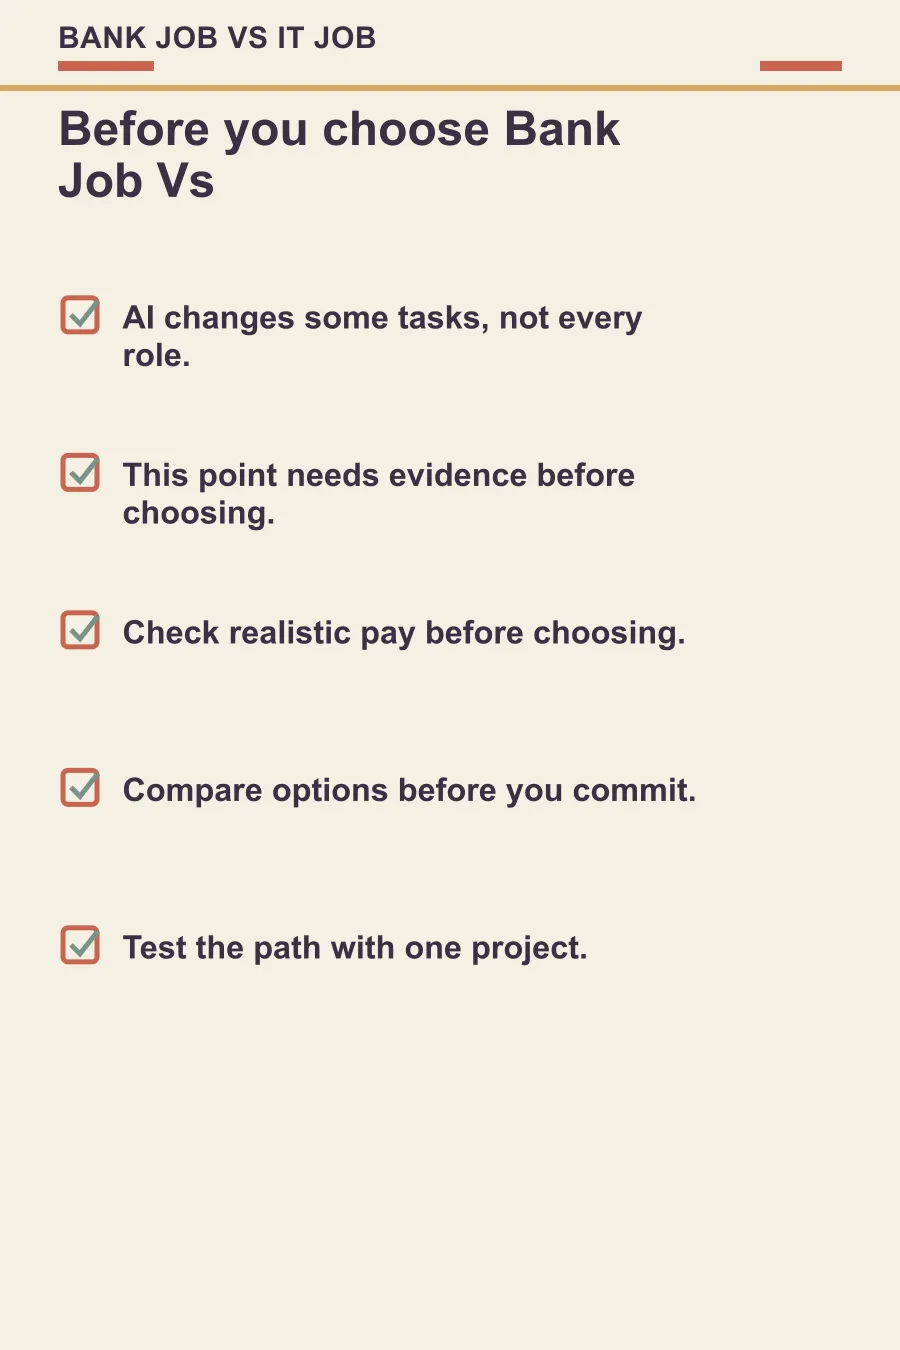 BANK JOB VS IT JOB
Before you choose Bank
Job Vs
AI changes some tasks, not every
role.
This point needs evidence before
choosing.
Check realistic pay before choosing.
Compare options before you commit.
Test the path with one project.